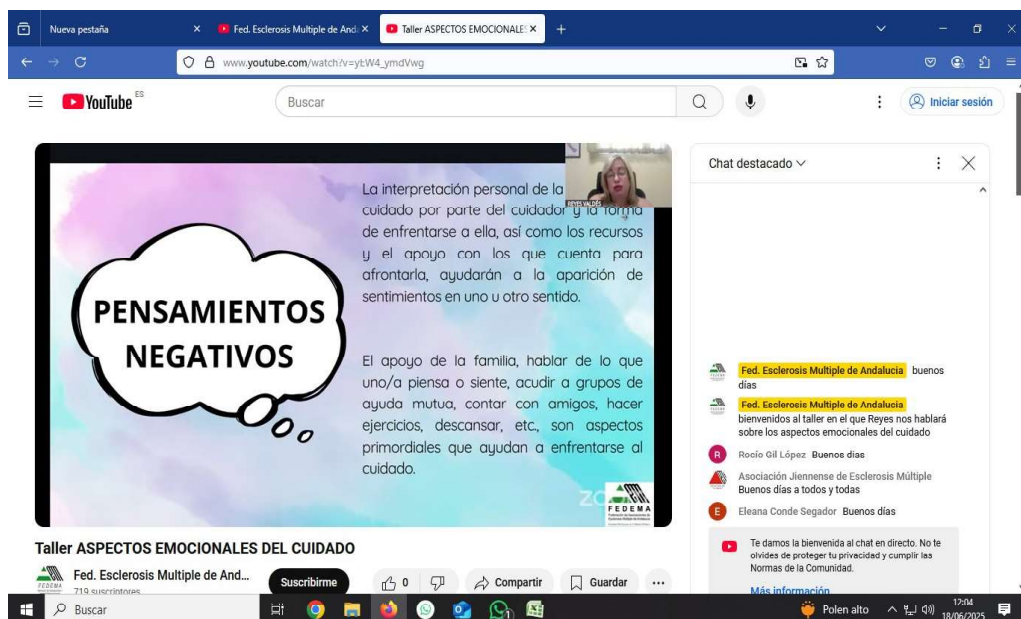 Nueva pestaña
Fed. Esclerosis Multiple de And
Taller ASPECTOS EMOCIONALE
www.youtube.com/watch?v=ybW4_ymdVwg
YouTube ES
Buscar
Iniciar sesión
La interpretación personal de la
REYES VALDÉS
cuidado por parte del cuidador y la forma
de enfrentarse a ella, así como los recursos
y el apoyo con los que cuenta para
afrontarla, ayudarán a la aparición de
sentimientos en uno u otro sentido.
PENSAMIENTOS
NEGATIVOS
El apoyo de la familia, hablar de lo que
uno/a piensa o siente, acudir a grupos de
ayuda mutua, contar con amigos, hacer
ejercicios, descansar, etc., son aspectos
primordiales que ayudan a enfrentarse al
cuidado.
FEDEMA
Chat destacado
Fed. Esclerosis Multiple de Andalucia buenos
días
Fed. Esclerosis Multiple de Andalucia
bienvenidos al taller en el que Reyes nos hablará
sobre los aspectos emocionales del cuidado
R Rocío Gil López Buenos dias
Asociación Jiennense de Esclerosis Múltiple
Buenos días a todos y todas
E Eleana Conde Segador Buenos días
Te damos la bienvenida al chat en directo. No te
olvides de proteger tu privacidad y cumplir las
Normas de la Comunidad.
Más información
Taller ASPECTOS EMOCIONALES DEL CUIDADO
Fed. Esclerosis Multiple de And...
719 suscriptores
Suscribirme
0
Compartir
Guardar
Buscar
Polen alto
12:04
18/06/2025